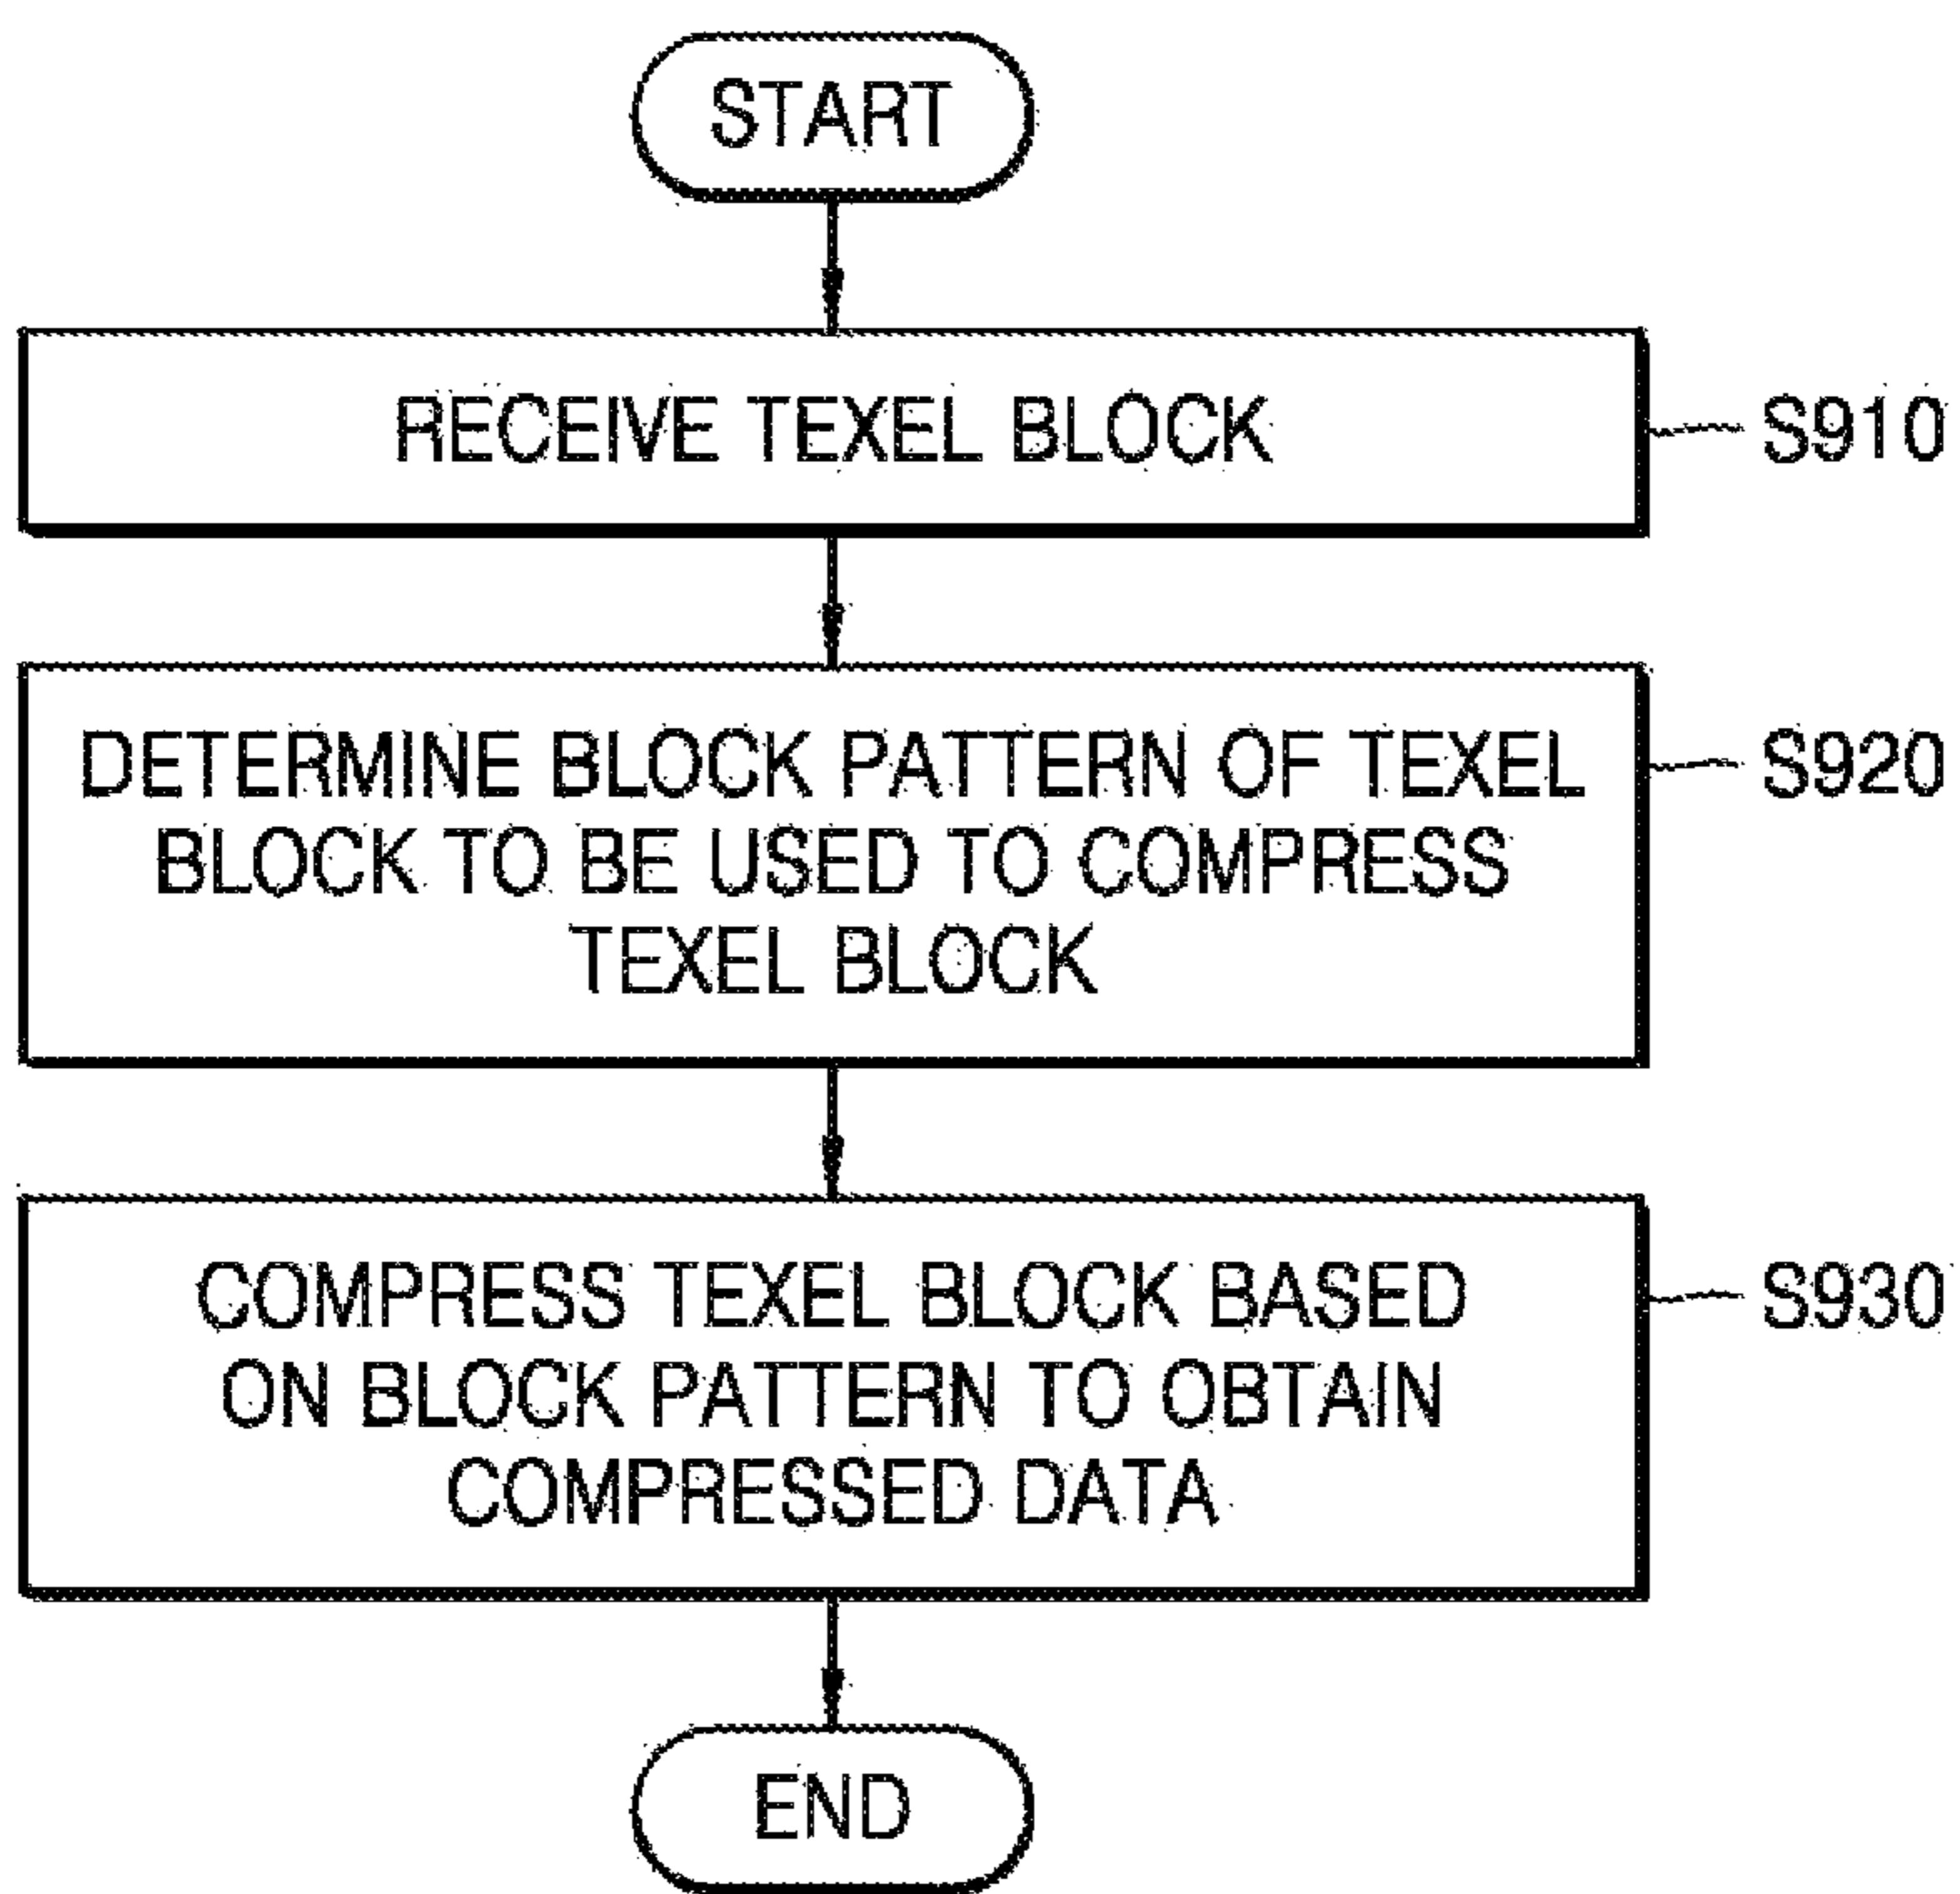 START
RECEIVE TEXEL BLOCK
S910
DETERMINE BLOCK PATTERN OF TEXEL
BLOCK TO BE USED TO COMPRESS
TEXEL BLOCK
S920
COMPRESS TEXEL BLOCK BASED
ON BLOCK PATTERN TO OBTAIN
COMPRESSED DATA
S930
END